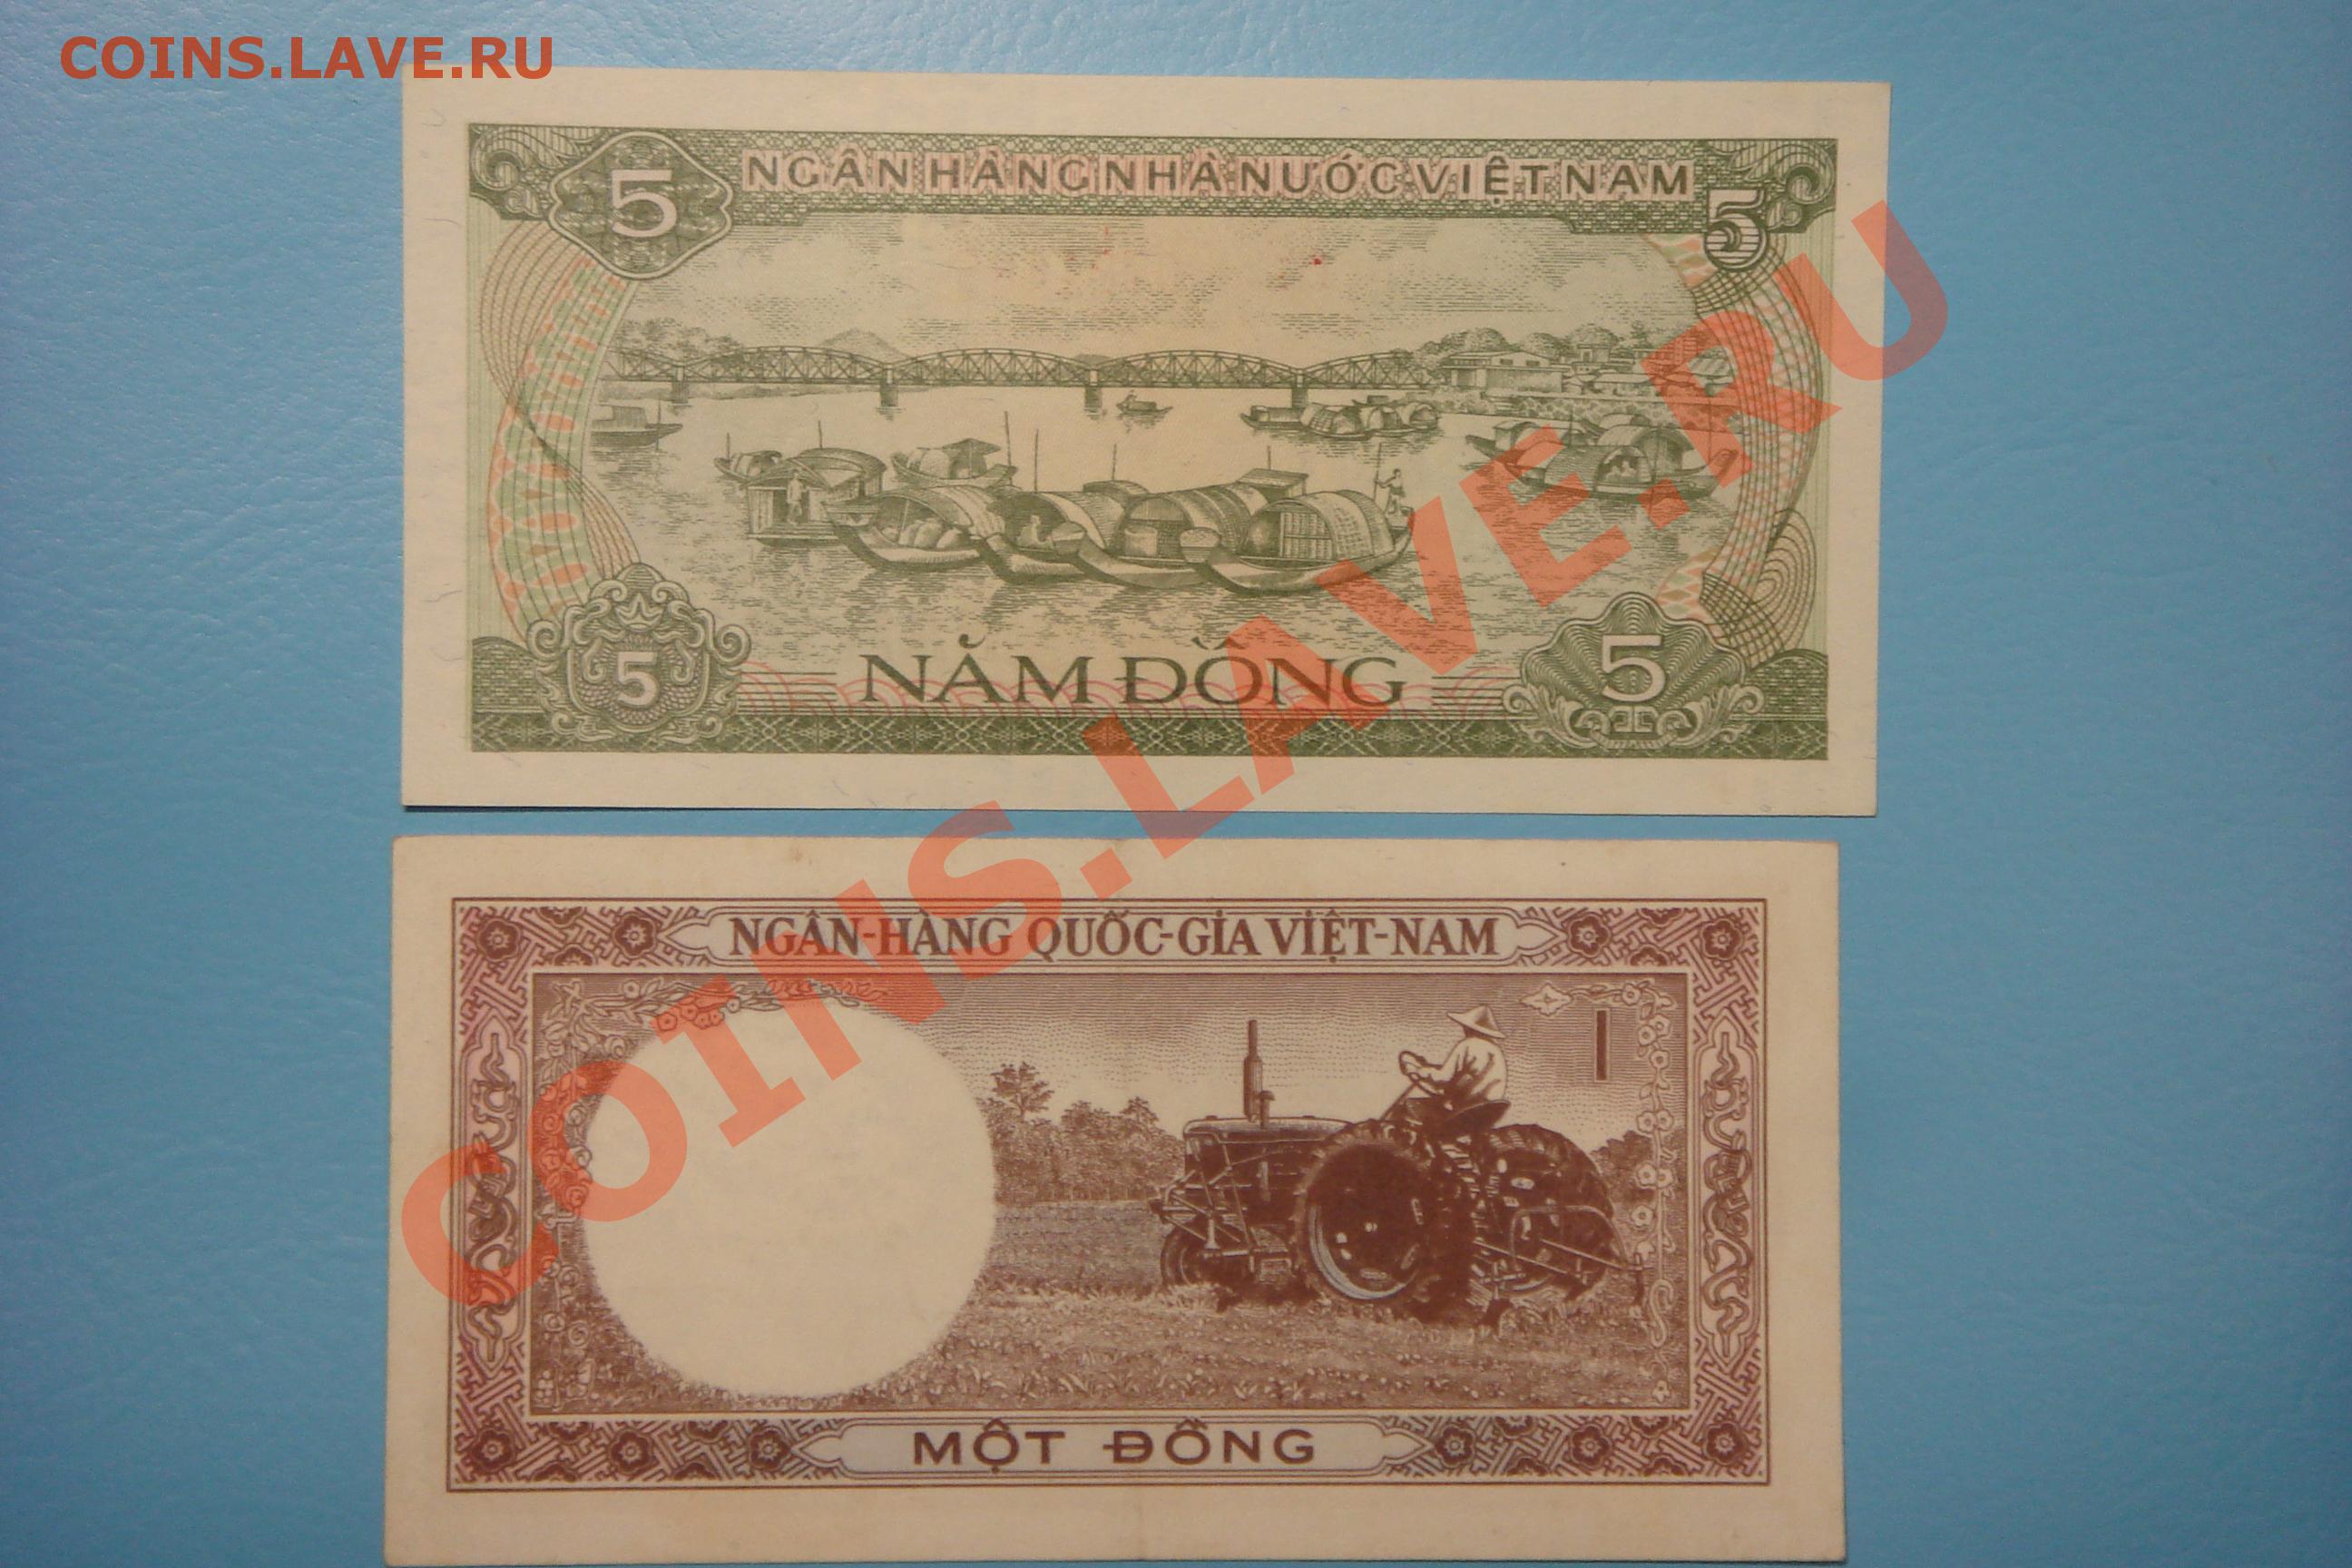 COINS.LAVE.RU
5
NGÂN HÀNG NHÀ NƯỚC VIỆT NAM
5
5
NĂM ĐỒNG
5
COINS.LAVE.RU
NGÂN-HÀNG QUỐC-GIA VIỆT-NAM
1
MỘT ĐỒNG